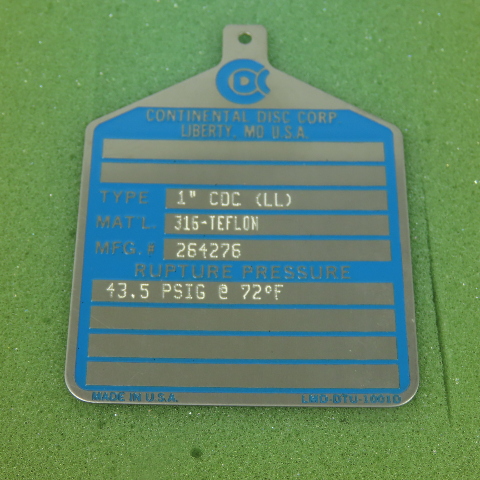 CDC
CONTINENTAL DISC CORP
LIBERTY, MO U.S.A.
TYPE 1" CDC (LL)
MAT'L. 316-TEFLON
MFG.# 264276
RUPTURE PRESSURE
43.5 PSIG @ 72°F
MADE IN U.S.A.